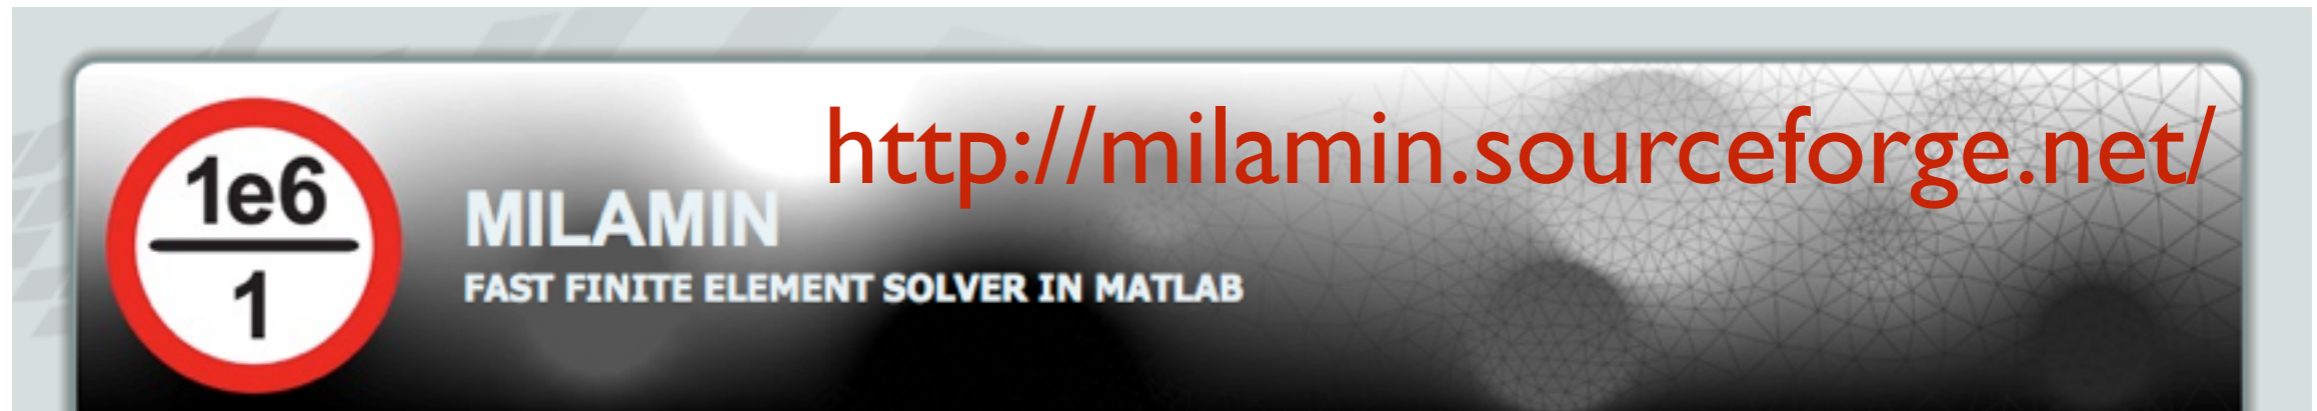 http://milamin.sourceforge.net/
1e6
1
MILAMIN
FAST FINITE ELEMENT SOLVER IN MATLAB